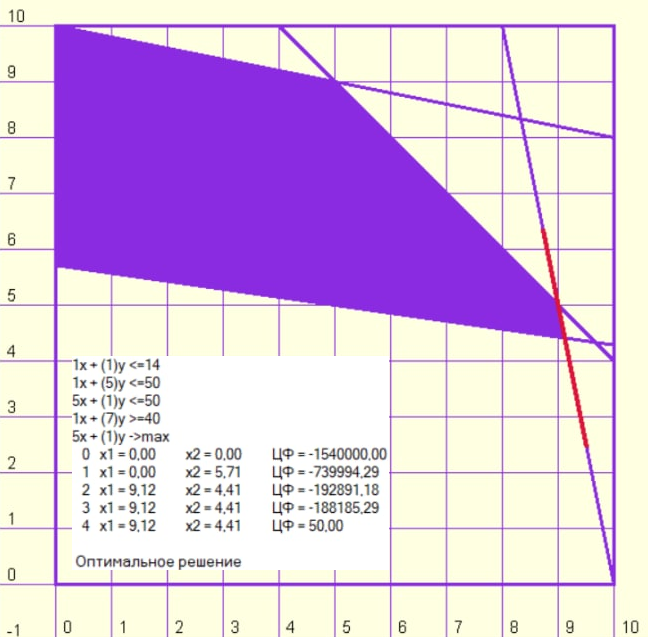 10
9
8
7
6
5
4
1x + (1)y <=14
1x + (5)y <=50
5x + (1)y <=50
3
1x + (7)y >=40
5x + (1)y ->max
0 x1 = 0,00 x2 = 0,00 ЦФ = -1540000,00
2
1 x1 = 0,00 x2 = 5,71 ЦФ = -739994,29
2 x1 = 9,12 x2 = 4,41 ЦФ = -192891,18
3 x1 = 9,12 x2 = 4,41 ЦФ = -188185,29
1
4 x1 = 9,12 x2 = 4,41 ЦФ = 50,00
Оптимальное решение
0
-1 0 1 2 3 4 5 6 7 8 9 10